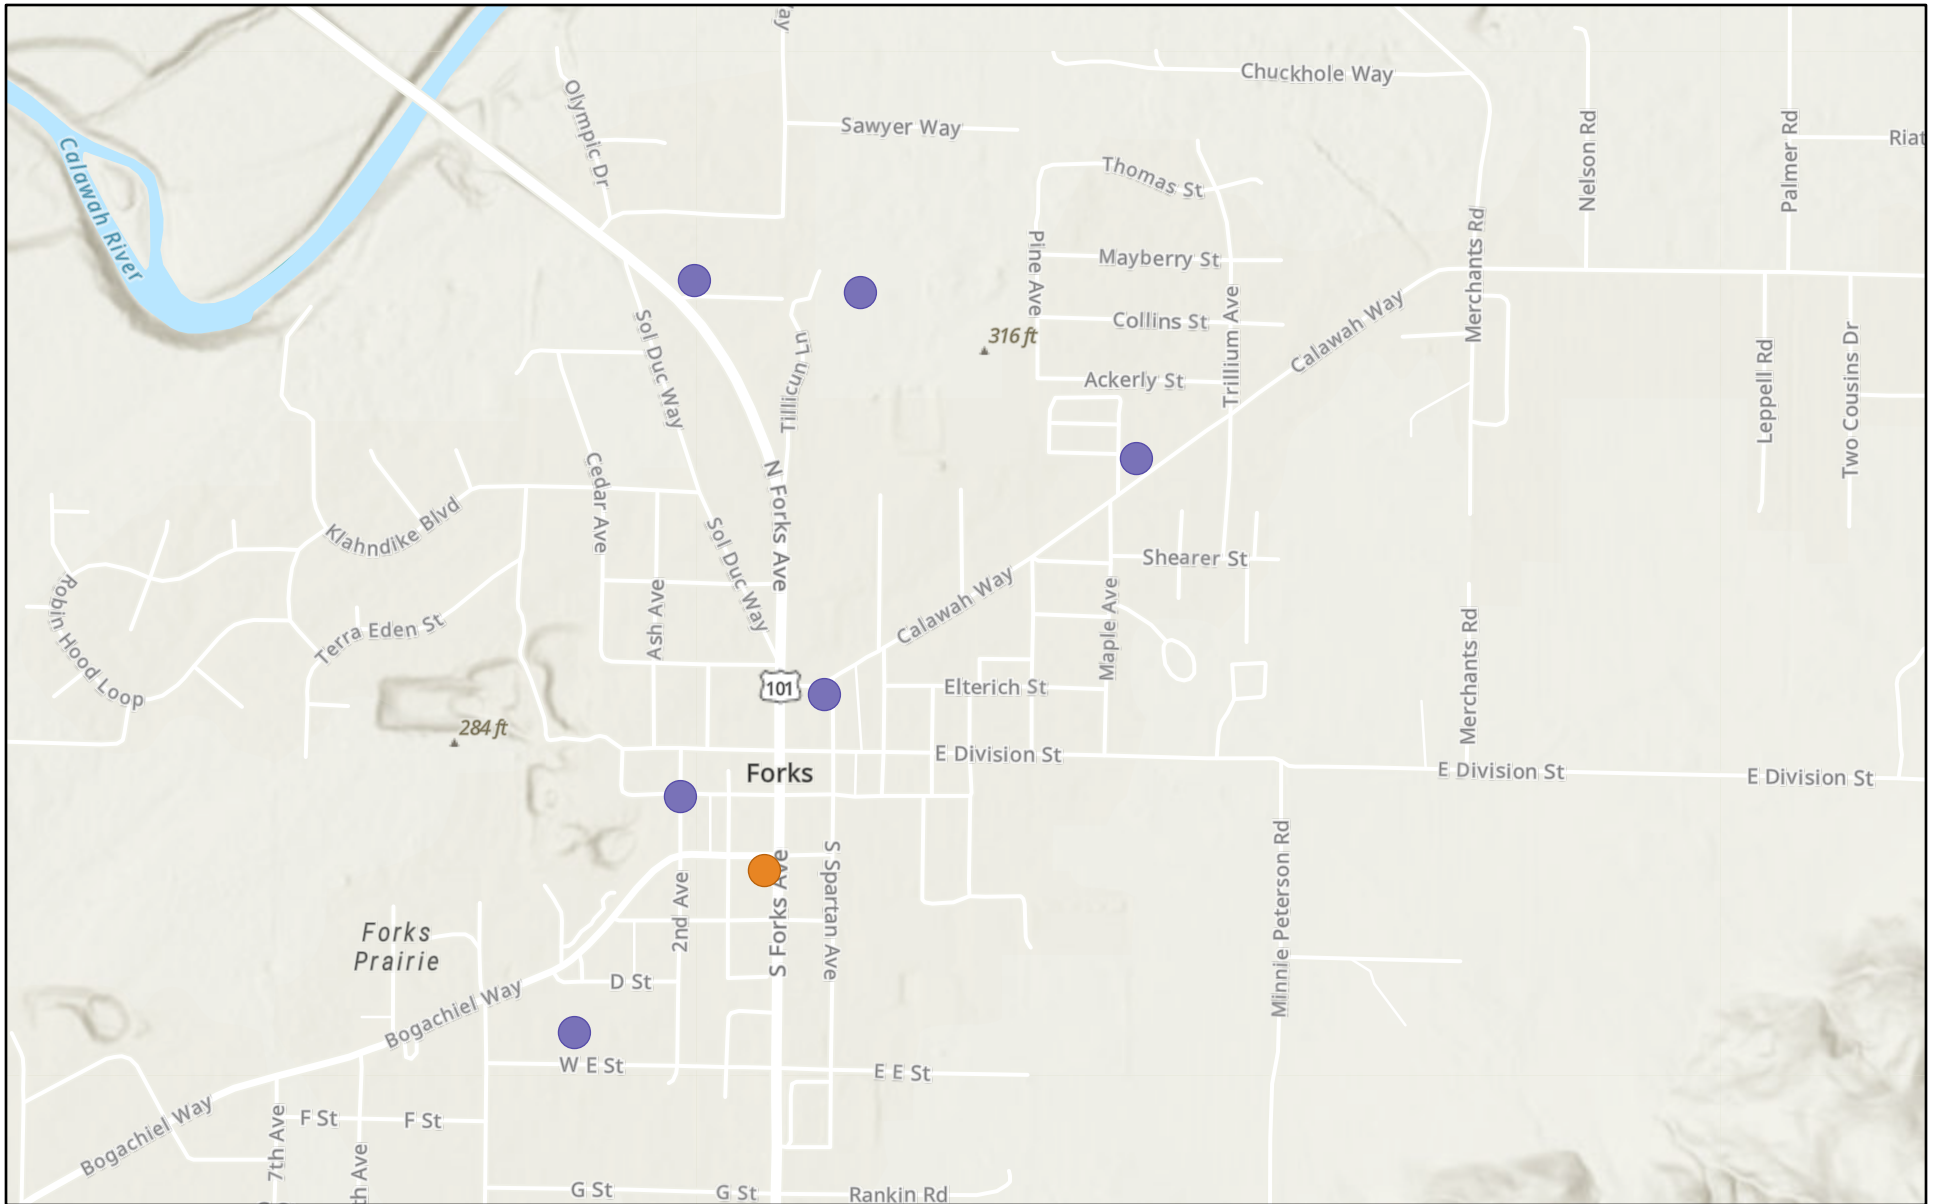 ay
Chuckhole Way
Olympic Dr
Sawyer Way
Nelson Rd
Palmer Rd
Riat
Calawah River
Thomas St
Merchants Rd
Pine Ave
Mayberry St
Trillium Ave
Collins St
Calawah Way
316 ft
Sol Duc Way
Tillicun Ln
Leppell Rd
Two Cousins Dr
Ackerly St
N Forks Ave
Cedar Ave
Klahndike Blvd
Sol Duc Way
Shearer St
Calawah Way
Robin Hood Loop
Ash Ave
Maple Ave
Terra Eden St
Merchants Rd
101
Elterich St
284 ft
E Division St
Forks
E Division St
E Division St
S Forks Ave
S Spartan Ave
2nd Ave
Minnie Peterson Rd
Forks
Prairie
D St
Bogachiel Way
W E St
E E St
Bogachiel Way
7th Ave
F St
F St
th Ave
G St
G St
Rankin Rd